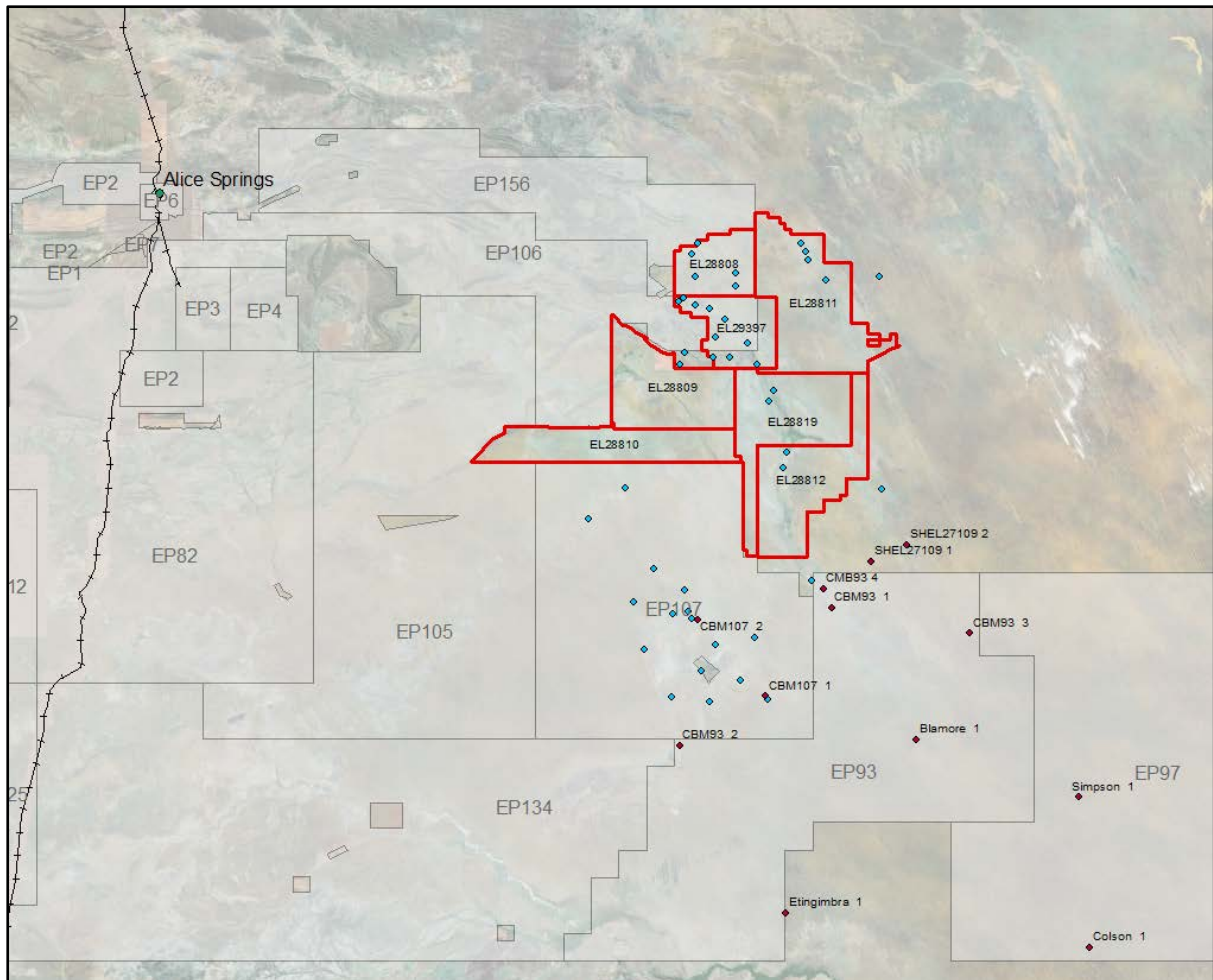 EP2
Alice Springs
EP6
EP156
EP2
EP7
EP1
EP106
EL28808
EL28811
EP3
EP4
EL29397
2
EP2
EL28809
EL28819
EL28810
EL28812
EP82
SHEL27109 2
SHEL27109 1
12
CMB93 4
CBM93 1
EP107
CBM107 2
EP105
CBM93 3
CBM107 1
CBM93 2
Blamore 1
EP93
EP97
Simpson 1
25
EP134
Etingimbra 1
Colson 1